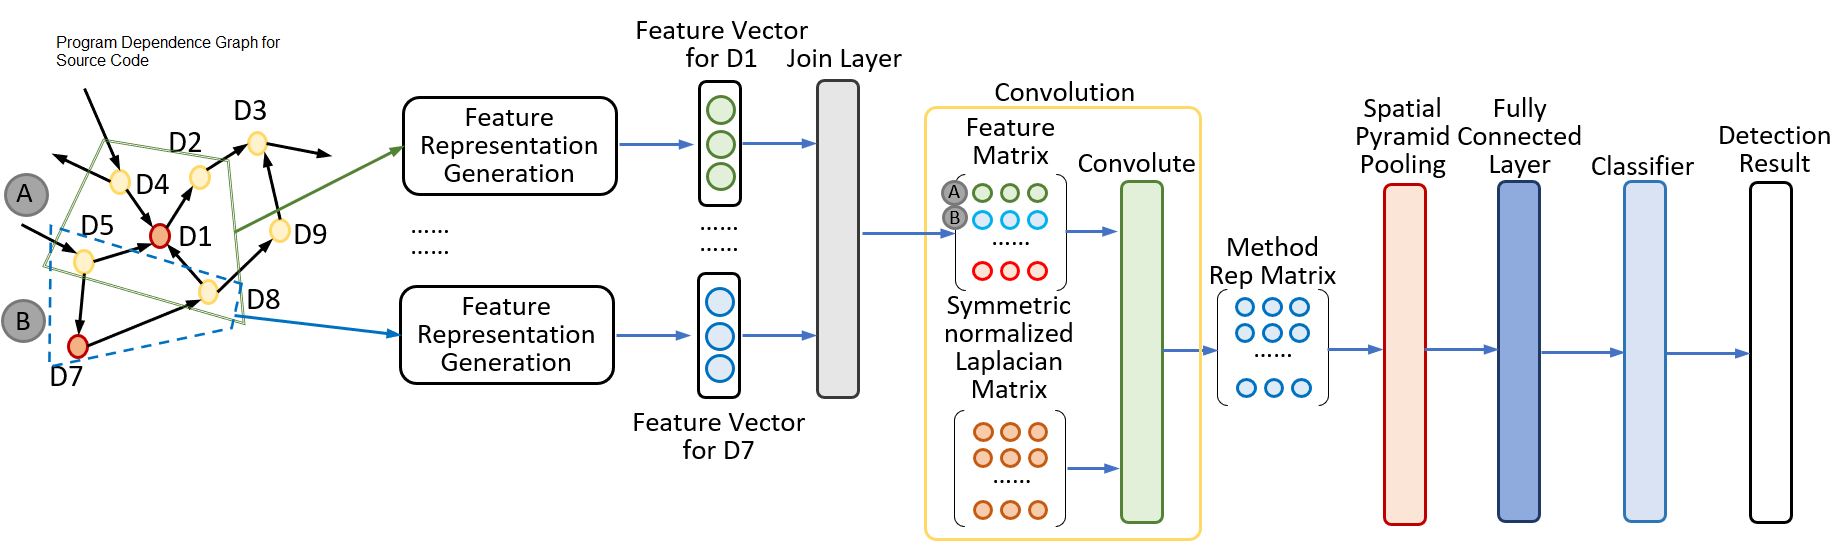 Program Dependence Graph for
Source Code
A
B
D3
D2
D4
D5
D1
D9
D8
D7
Feature
Representation
Generation
......
......
Feature
Representation
Generation
Feature Vector
for D1
......
......
Feature Vector
for D7
Join Layer
Convolution
Feature
Matrix
A
B
......
Symmetric
normalized
Laplacian
Matrix
......
Convolute
Method
Rep Matrix
......
Spatial
Pyramid
Pooling
Fully
Connected
Layer
Classifier
Detection
Result